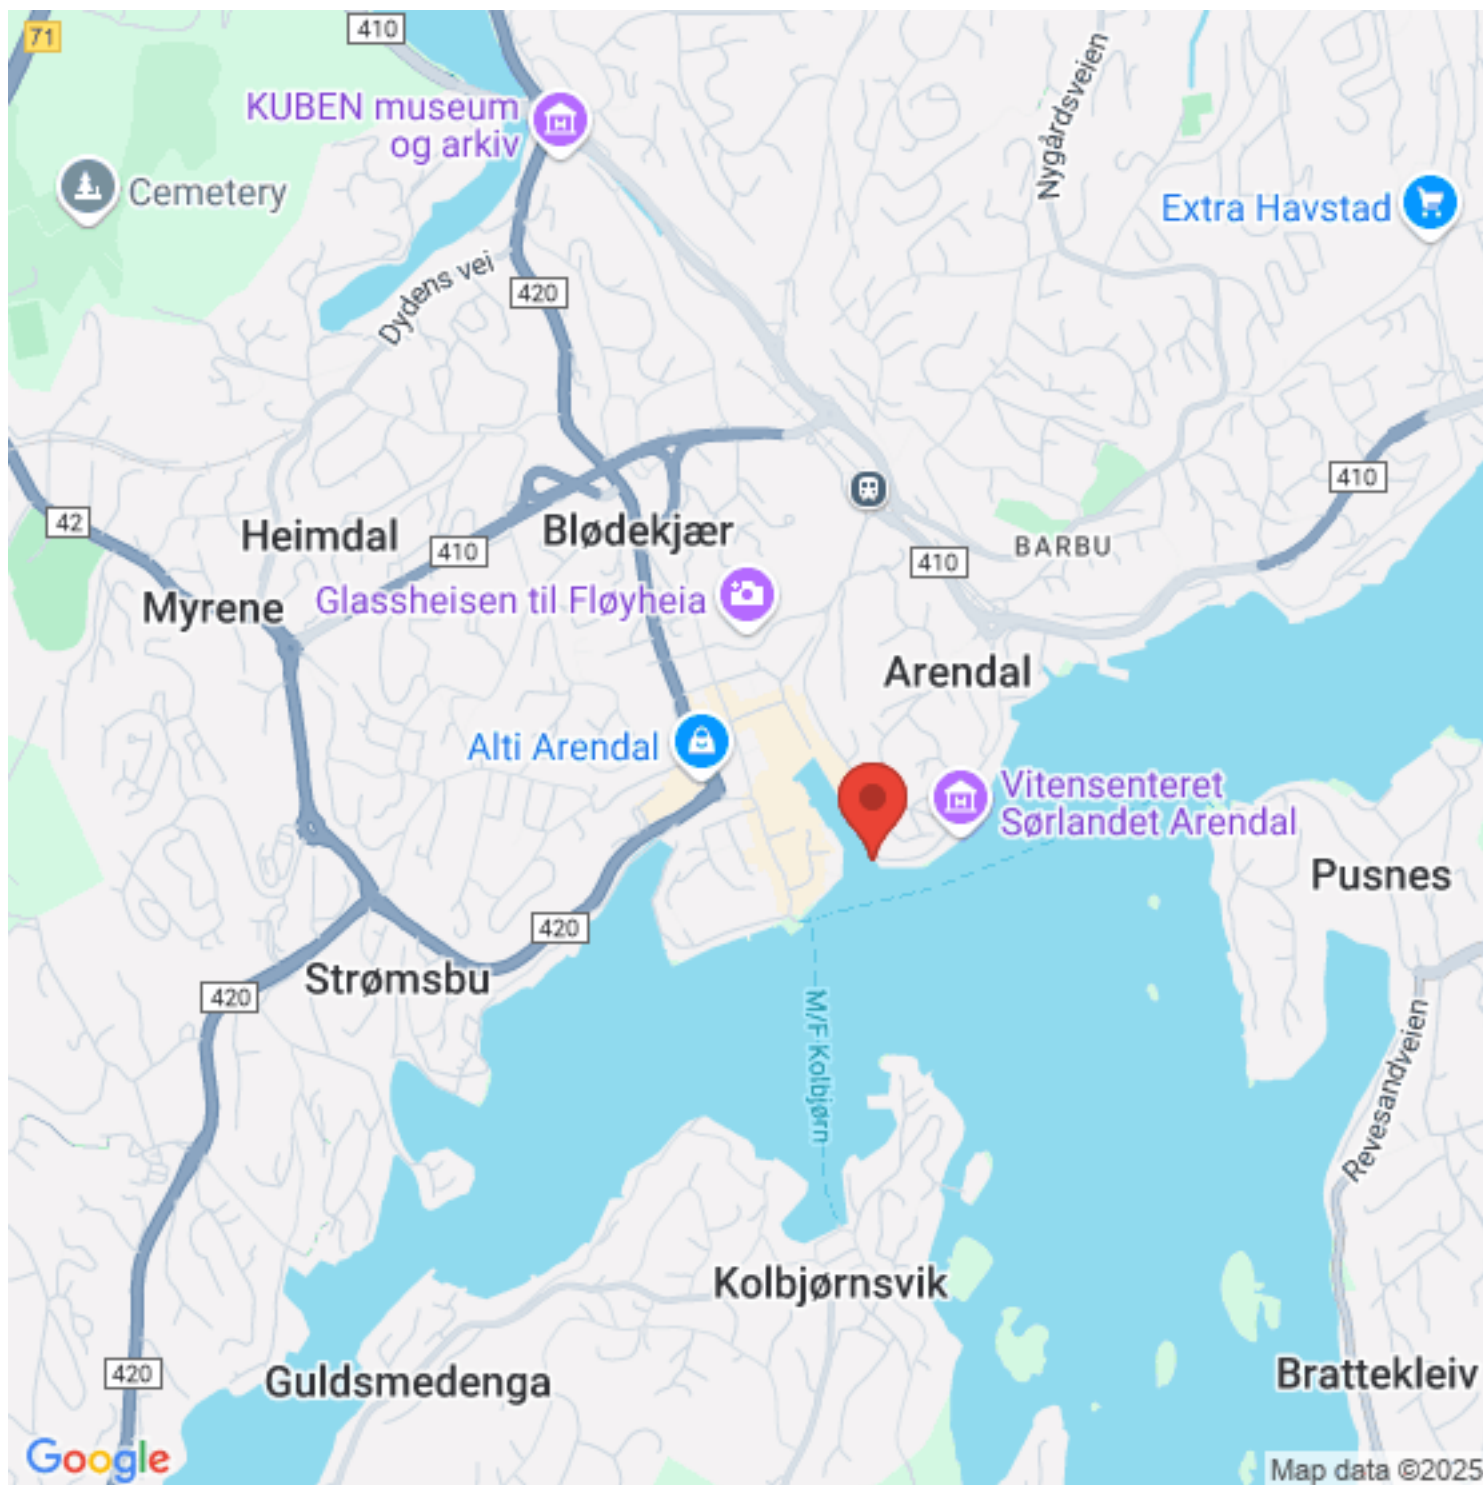 71
410
KUBEN museum
og arkiv
Cemetery
Nygårdsveien
Extra Havstad
Dydens vei
420
410
42
Heimdal
410
Blødekjær
410
BARBU
Myrene
Glassheisen til Fløyheia
Arendal
Alti Arendal
Vitensenteret
Sørlandet Arendal
Pusnes
420
Strømsbu
420
M/F Kolbjørn
Revesandveien
Kolbjørnsvik
420
Guldsmedenga
Brattekleiv
Google
Map data ©2025